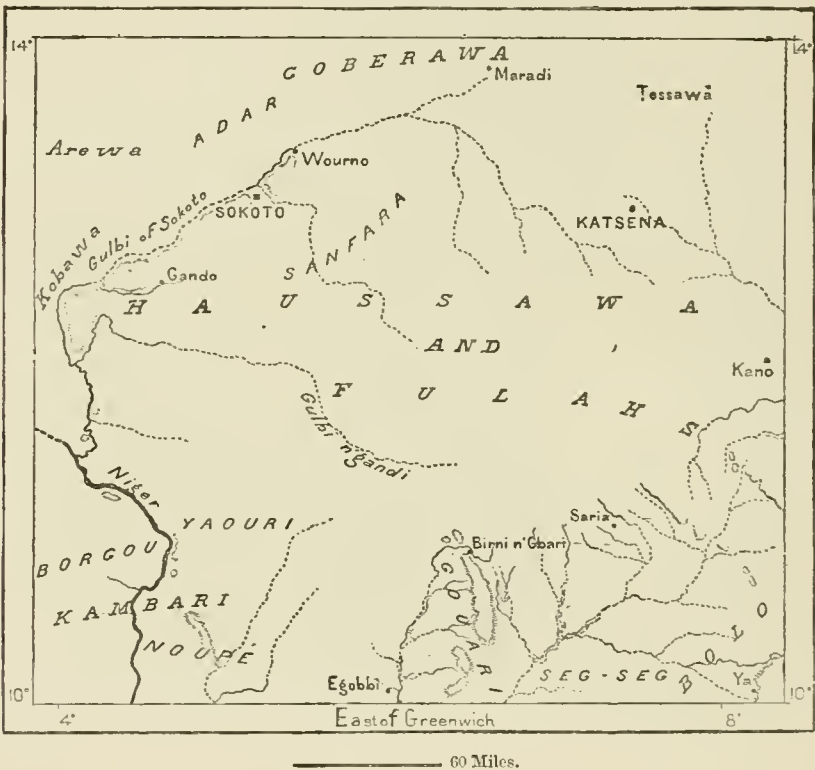 14°
14°
GOBERAWA
Maradi
Tessawa
ADAR
Arewa
Wourno
SOKOTO
KATSENA
Gulbi of Sokoto
SANFARA
Kobawa
Gando
HAUSSAWA
AND
Kano
FULAHS
Gulbi ngandi
Niger
YAOURI
Saria
BORGOU
Birni n'Gbari
GOUARI
KAMBARI
NOUPÉ
SEG-SEG
Ya
Egobbi
10°
10°
4°
8°
East of Greenwich
60 Miles.